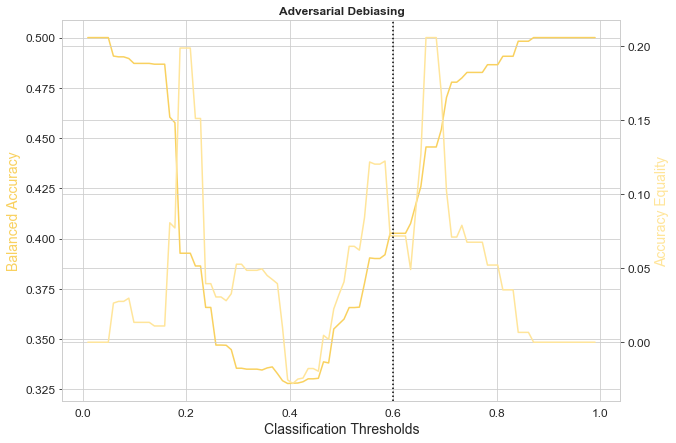 Adversarial Debiasing
Balanced Accuracy
0.500
0.475
0.450
0.425
0.400
0.375
0.350
0.325
0.20
0.15
0.10
0.05
0.00
Accuracy Equality
0.0 0.2 0.4 0.6 0.8 1.0
Classification Thresholds